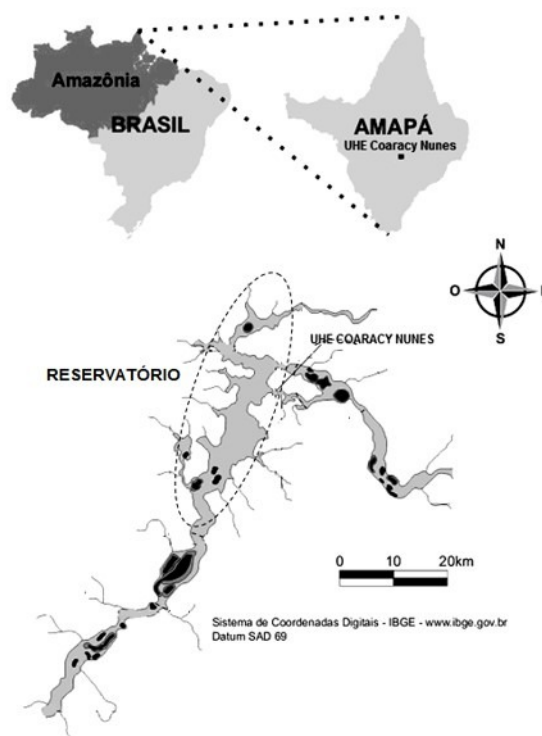 Amazônia
BRASIL
AMAPÁ
UHE Coaracy Nunes
N
O
S
UHE COARACY NUNES
RESERVATÓRIO
0 10 20km
Sistema de Coordenadas Digitais - IBGE - www.ibge.gov.br
Datum SAD 69